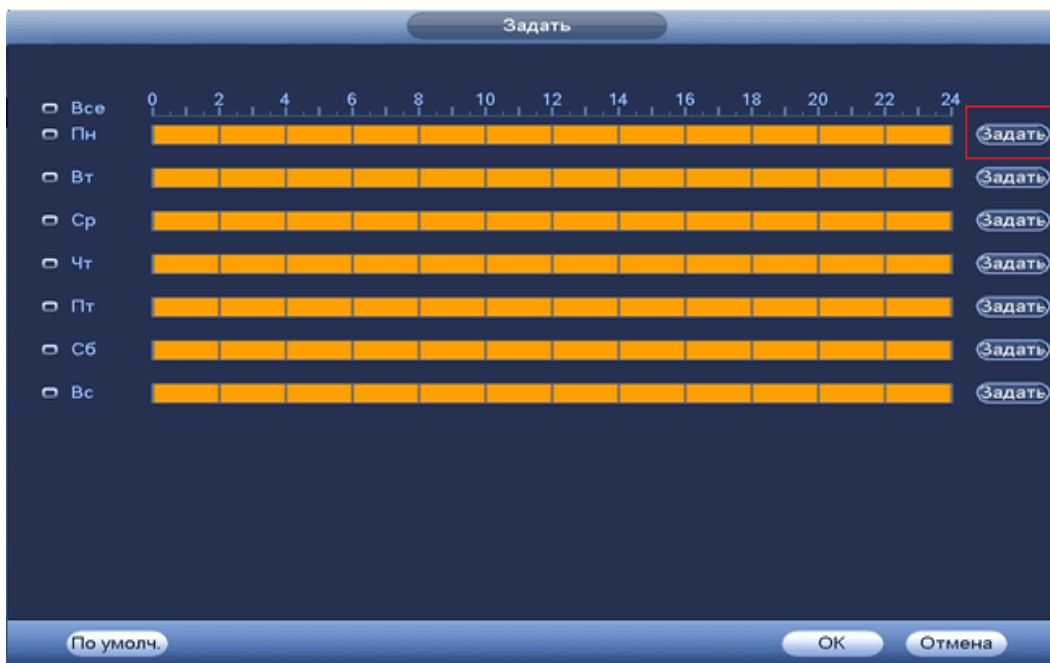 Задать
Все 0 2 4 6 8 10 12 14 16 18 20 22 24
Пн Задать
Вт Задать
Ср Задать
Чт Задать
Пт Задать
Сб Задать
Вс Задать
По умолч. OK Отмена